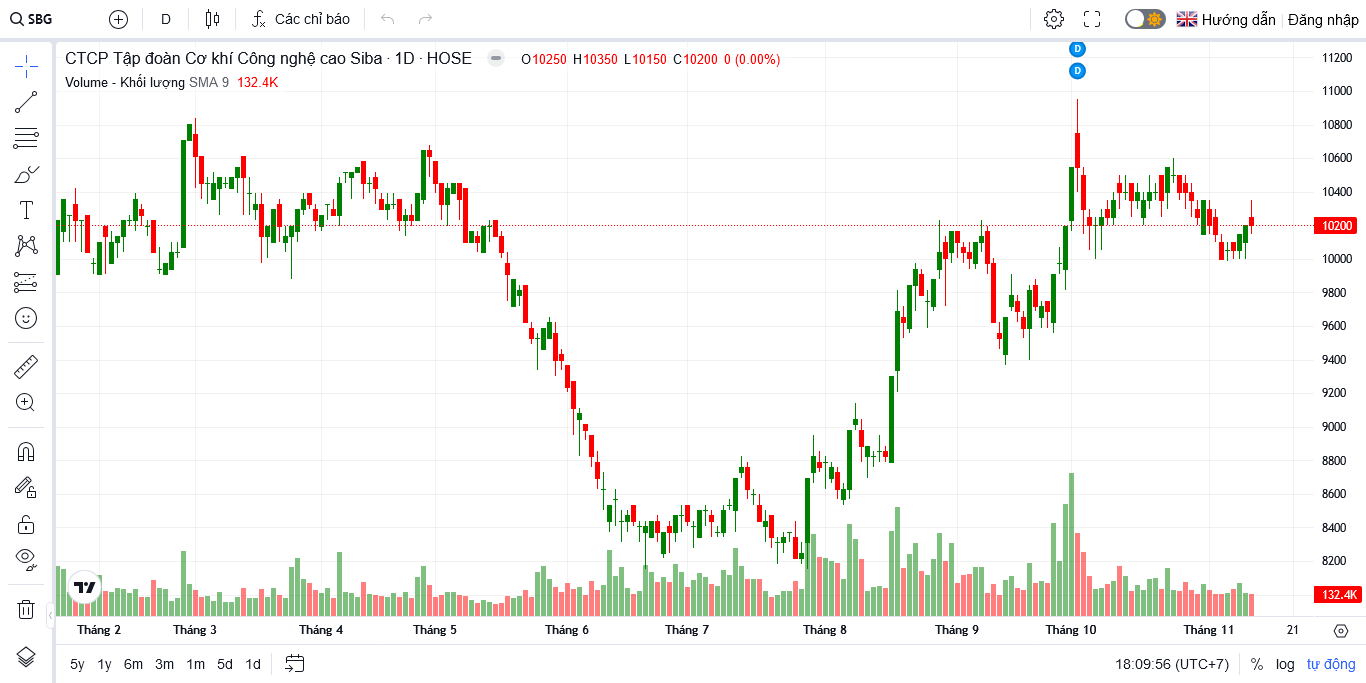 SBG D Các chỉ báo Hướng dẫn Đăng nhập
CTCP Tập đoàn Cơ khí Công nghệ cao Siba · 1D · HOSE O10250 H10350 L10150 C10200 0 (0.00%)
Volume - Khối lượng SMA 9 132.4K
D
D
11200
11000
10800
10600
10400
10200
10000
9800
9600
9400
9200
9000
8800
8600
8400
8200
132.4K
Tháng 2 Tháng 3 Tháng 4 Tháng 5 Tháng 6 Tháng 7 Tháng 8 Tháng 9 Tháng 10 Tháng 11 21
5y 1y 6m 3m 1m 5d 1d 18:09:56 (UTC+7) % log tự động